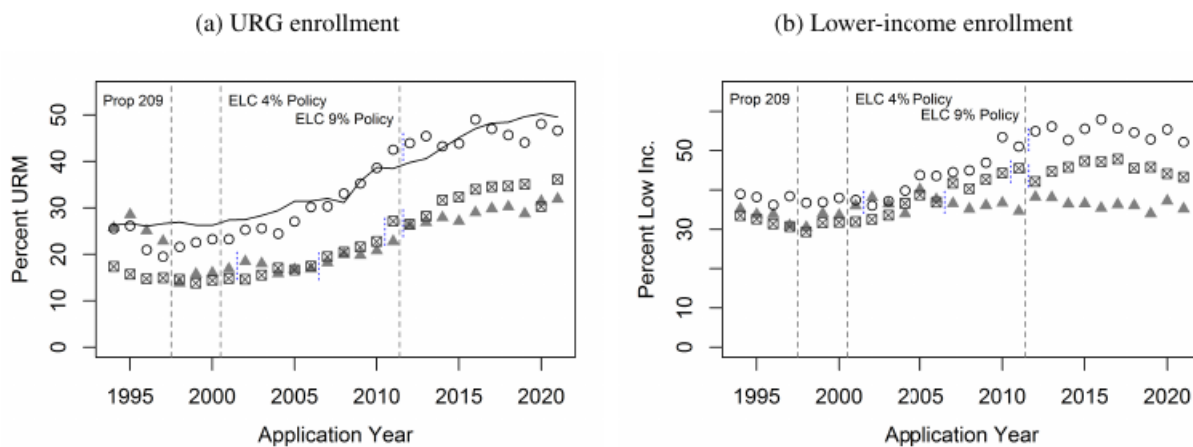 (a) URG enrollment
Prop 209
ELC 4% Policy
ELC 9% Policy
Percent URM
50
40
30
20
10
0
1995 2000 2005 2010 2015 2020
Application Year
(b) Lower-income enrollment
Prop 209
ELC 4% Policy
ELC 9% Policy
Percent Low Inc.
50
30
0
1995 2000 2005 2010 2015 2020
Application Year